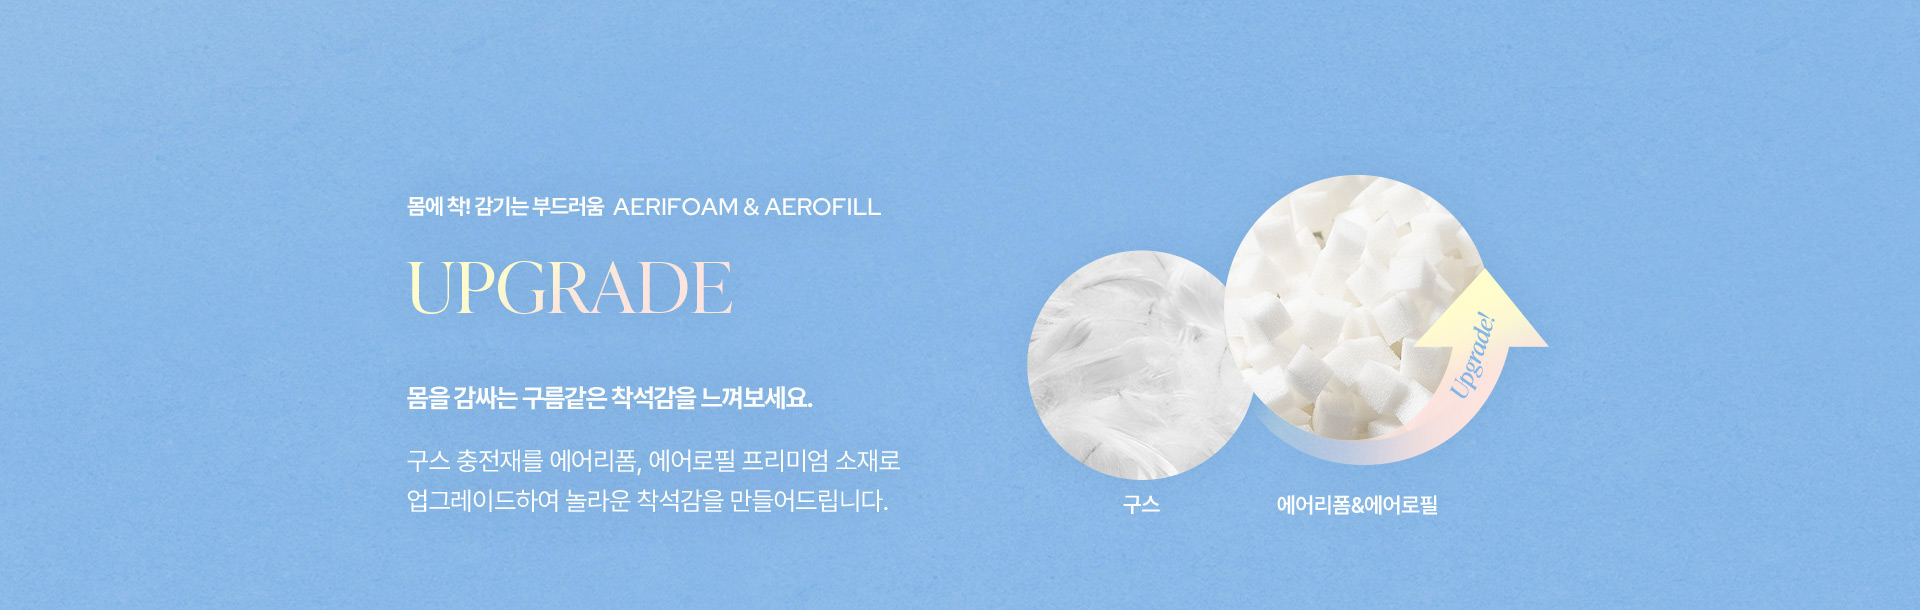 몸에 착! 감기는 부드러움 AERIFOAM & AEROFILL
UPGRADE
몸을 감싸는 구름같은 착석감을 느껴보세요.
구스 충전재를 에어리폼, 에어로필 프리미엄 소재로
업그레이드하여 놀라운 착석감을 만들어드립니다.
Upgrade!
구스
에어리폼&에어로필